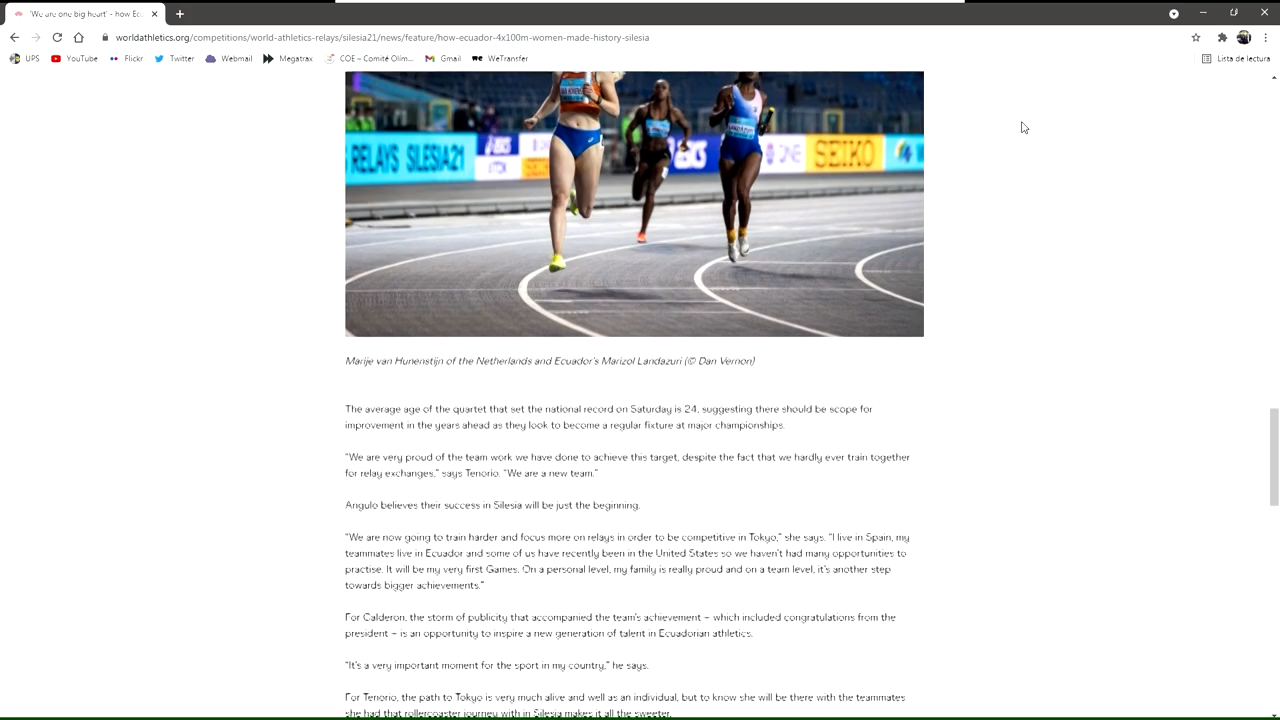 'We are one big heart' - how Ecu
worldathletics.org/competitions/world-athletics-relays/silesia21/news/feature/how-ecuador-4x100m-women-made-history-silesia
UPS YouTube Flickr Twitter Webmail Megatrax COE – Comité Olím... Gmail WeTransfer Lista de lectura
RELAYS SILESIA21 SEIKO
Marije van Hunenstijn of the Netherlands and Ecuador's Marizol Landazuri (© Dan Vernon)
The average age of the quartet that set the national record on Saturday is 24, suggesting there should be scope for
improvement in the years ahead as they look to become a regular fixture at major championships.
"We are very proud of the team work we have done to achieve this target, despite the fact that we hardly ever train together
for relay exchanges," says Tenorio. "We are a new team."
Angulo believes their success in Silesia will be just the beginning.
"We are now going to train harder and focus more on relays in order to be competitive in Tokyo," she says. "I live in Spain, my
teammates live in Ecuador and some of us have recently been in the United States so we haven't had many opportunities to
practise. It will be my very first Games. On a personal level, my family is really proud and on a team level, it's another step
towards bigger achievements."
For Calderon, the storm of publicity that accompanied the team's achievement – which included congratulations from the
president – is an opportunity to inspire a new generation of talent in Ecuadorian athletics.
"It's a very important moment for the sport in my country," he says.
For Tenorio, the path to Tokyo is very much alive and well as an individual, but to know she will be there with the teammates
she had that rollercoaster journey with in Silesia makes it all the sweeter.